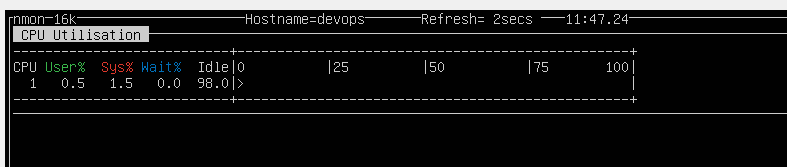 nmon-16k Hostname=devops Refresh= 2secs 11:47.24
CPU Utilisation
CPU User% Sys% Wait% Idle|0 |25 |50 |75 100|
1 0.5 1.5 0.0 98.0|> |